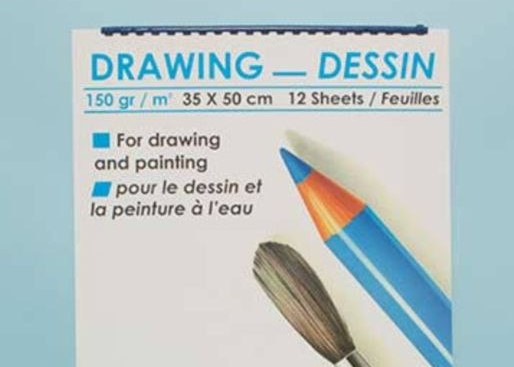 DRAWING — DESSIN
150 gr / m² 35 X 50 cm 12 Sheets / Feuilles
For drawing
and painting
pour le dessin et
la peinture à l'eau